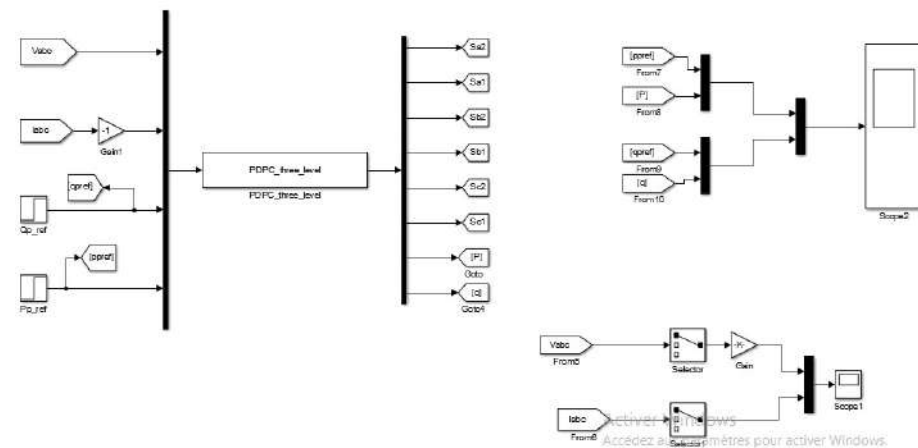 Vabc
Iabc
-1
Gain1
[qpref]
Qp_ref
[ppref]
Pp_ref
PDPC_three_level
PDPC_three_level
Sa2
Sa1
Sb2
Sb1
Sc2
Sc1
[P]
Goto
[q]
Goto4
[ppref]
From7
[P]
From8
[qpref]
From9
[q]
From10
Scope2
Vabc
From5
Selector
-K-
Gain
Iabc
From6
Selector1
Scope1
Activer Windows
Accédez aux paramètres pour activer Windows.